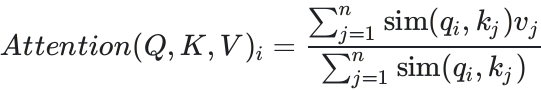 $Attention(Q, K, V)_i = \frac{\sum_{j=1}^{n} \text{sim}(q_i, k_j) v_j}{\sum_{j=1}^{n} \text{sim}(q_i, k_j)}$